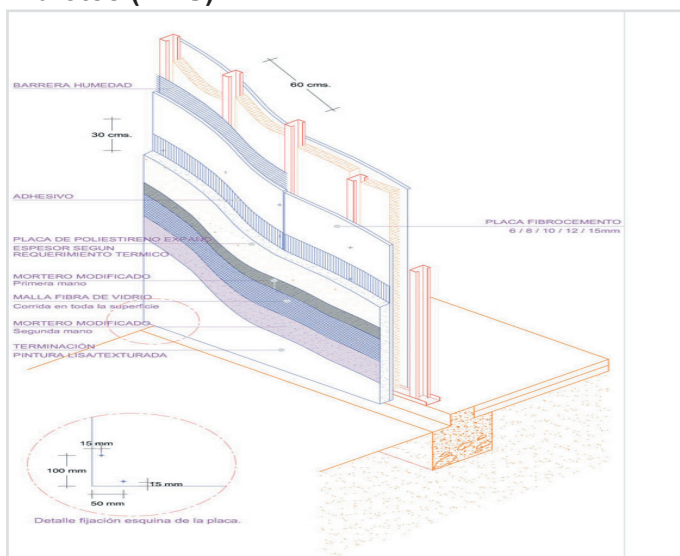 60 cms.
BARRERA HUMEDAD
30 cms.
ADHESIVO
PLACA FIBROCEMENTO
6 / 8 / 10 / 12 / 15mm
PLACA DE POLIESTIRENO EXPAND.
ESPESOR SEGUN
REQUERIMIENTO TERMICO
MORTERO MODIFICADO
Primera mano
MALLA FIBRA DE VIDRIO
Corrida en toda la superficie
MORTERO MODIFICADO
Segunda mano
TERMINACIÓN
PINTURA LISA/TEXTURADA
15 mm
100 mm
15 mm
50 mm
Detalle fijación esquina de la placa.